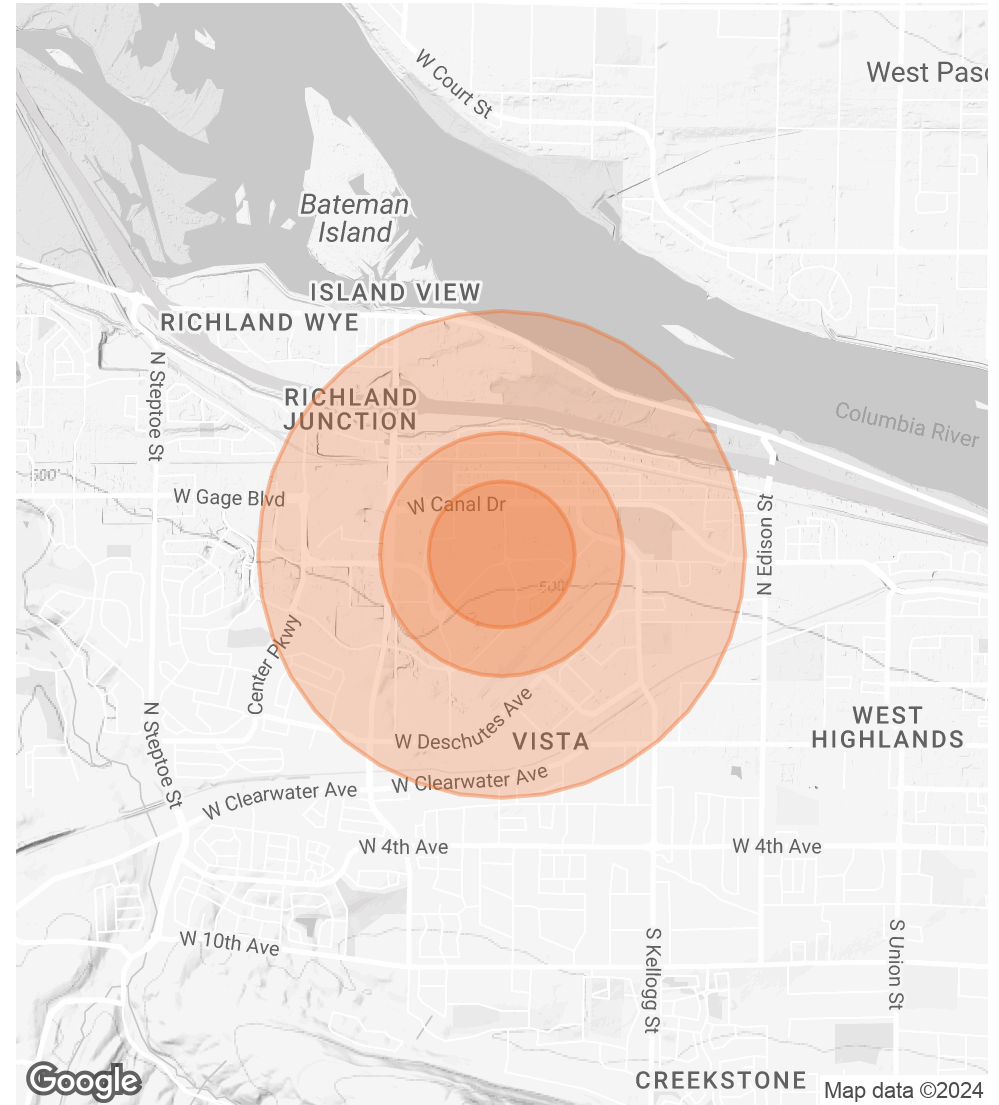 W Court St
West Pasc
Bateman
Island
ISLAND VIEW
RICHLAND WYE
N Steptoe St
RICHLAND
JUNCTION
Columbia River
500'
W Gage Blvd
W Canal Dr
N Edison St
500'
Center Pkwy
N Steptoe St
W Deschutes Ave
VISTA
WEST
HIGHLANDS
W Clearwater Ave
W Clearwater Ave
W 4th Ave
W 4th Ave
W 10th Ave
S Kellogg St
S Union St
CREEKSTONE
Google
Map data ©2024